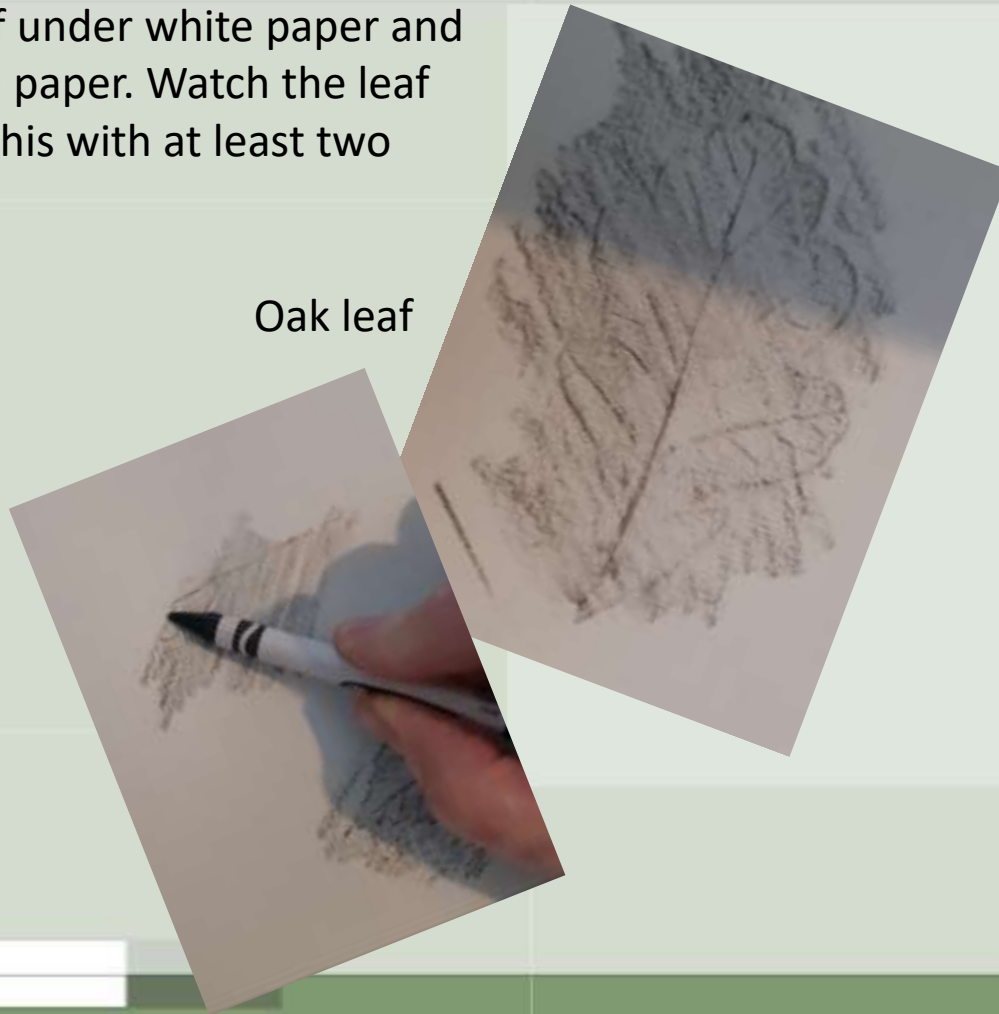 under white paper and
paper. Watch the leaf
his with at least two
Oak leaf